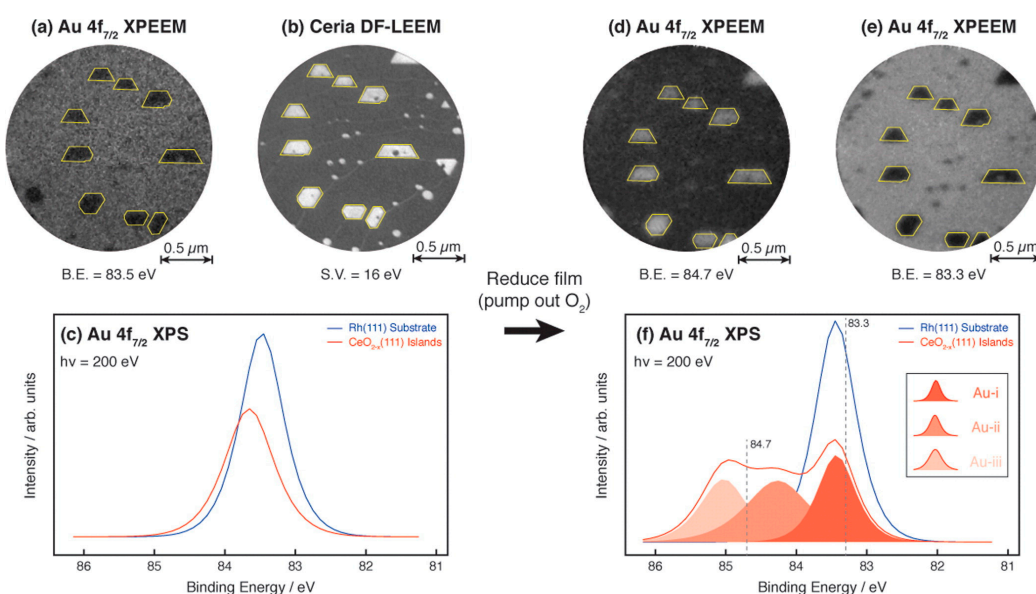 (a) Au 4f7/2 XPEEM
(b) Ceria DF-LEEM
(d) Au 4f7/2 XPEEM
(e) Au 4f7/2 XPEEM
0.5 µm
0.5 µm
0.5 µm
0.5 µm
B.E. = 83.5 eV
S.V. = 16 eV
B.E. = 84.7 eV
B.E. = 83.3 eV
Reduce film
(pump out O2)
(c) Au 4f7/2 XPS
hν = 200 eV
Rh(111) Substrate
CeO2-x(111) Islands
Intensity / arb. units
86 85 84 83 82 81
Binding Energy / eV
(f) Au 4f7/2 XPS
hν = 200 eV
Rh(111) Substrate
CeO2-x(111) Islands
83.3
84.7
Au-i
Au-ii
Au-iii
Intensity / arb. units
86 85 84 83 82 81
Binding Energy / eV